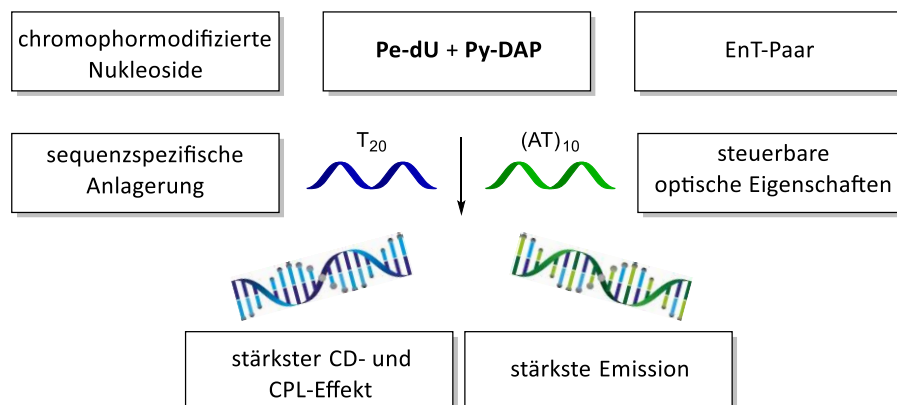 chromophormodifizierte
Nukleoside
Pe-dU + Py-DAP
EnT-Paar
sequenzspezifische
Anlagerung
T₂₀
(AT)₁₀
steuerbare
optische Eigenschaften
stärkster CD- und
CPL-Effekt
stärkste Emission